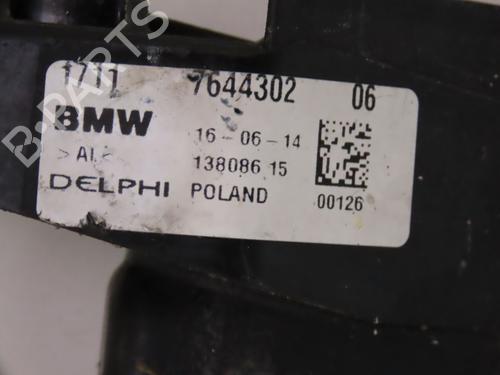 1711 7644302 06
BMW 16-06-14
>AL< 138086 15
DELPHI POLAND 00126
B-PARTS